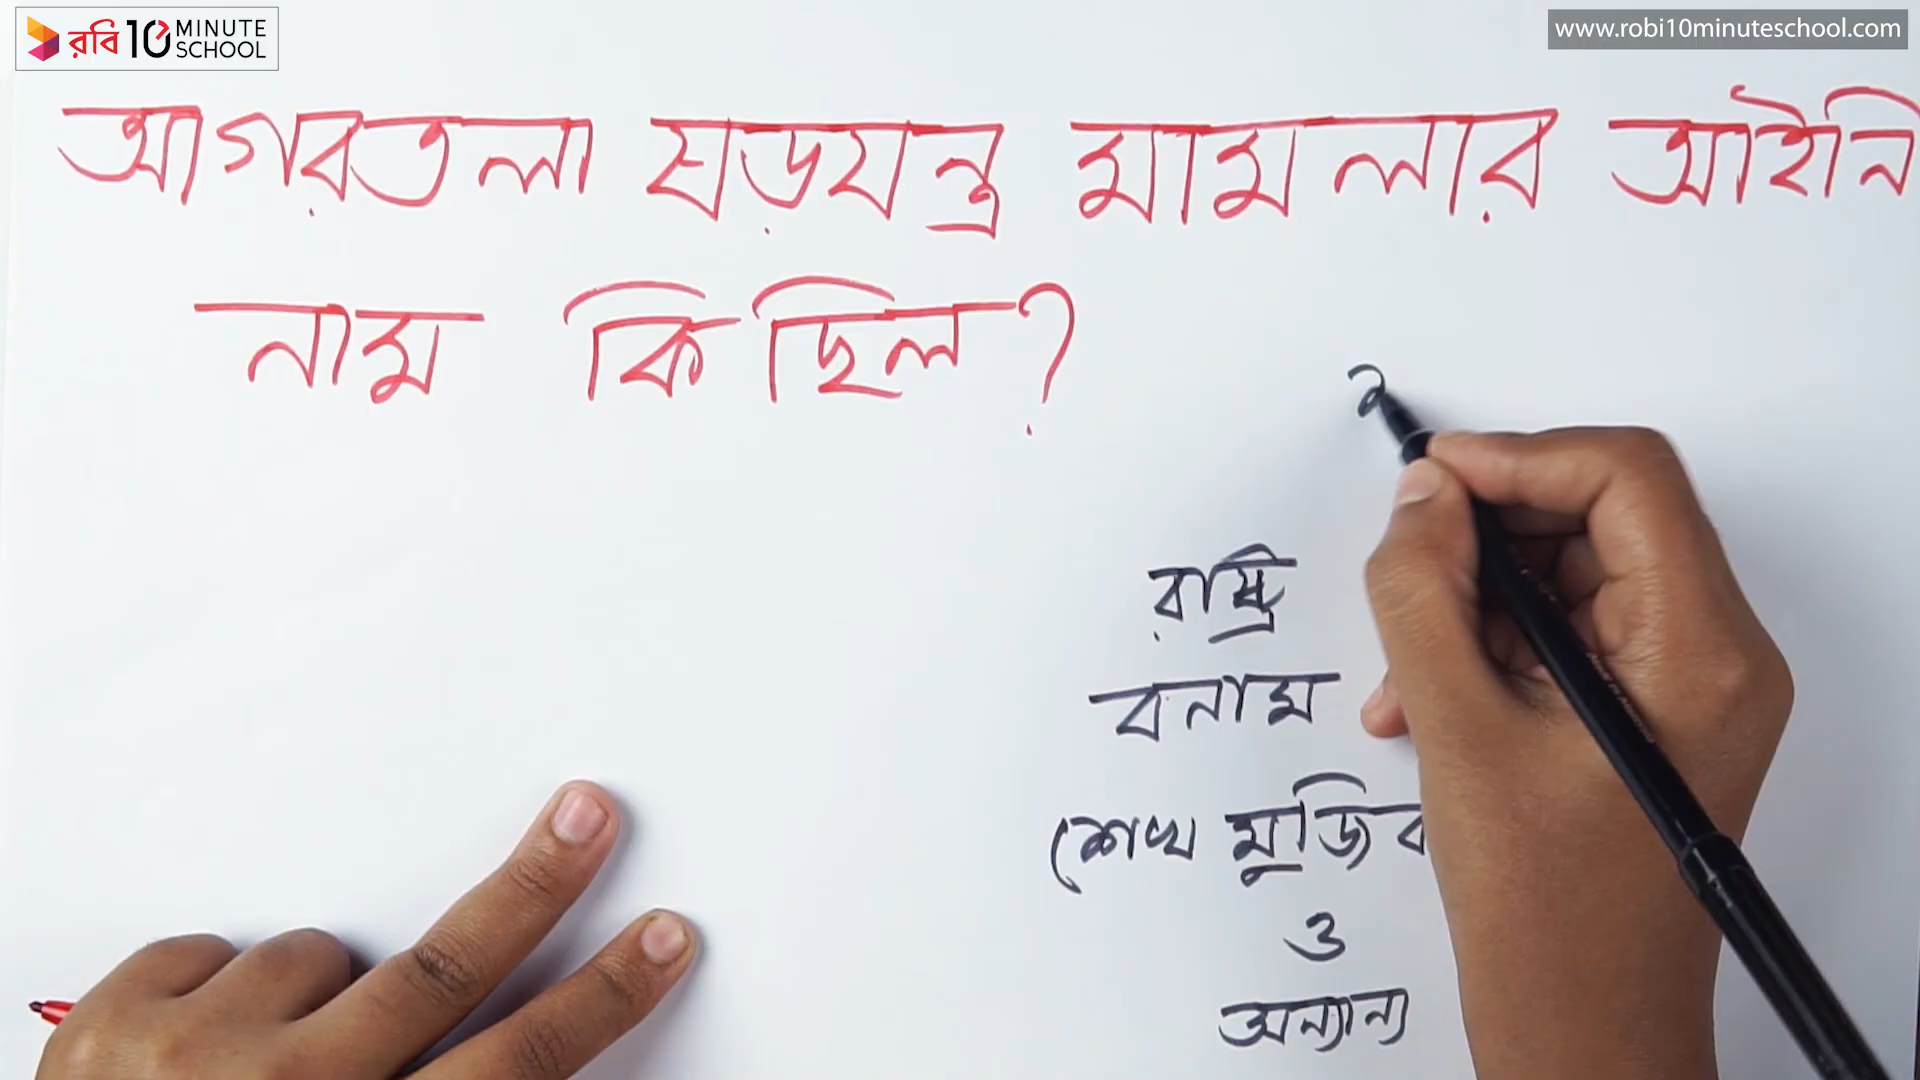 রবি 10 MINUTE SCHOOL
www.robi10minuteschool.com
আগরতলা ষড়যন্ত্র মামলার আইনি
নাম কি ছিল?
রাষ্ট্র
বনাম
শেখ মুজিব
ও
অন্যান্য